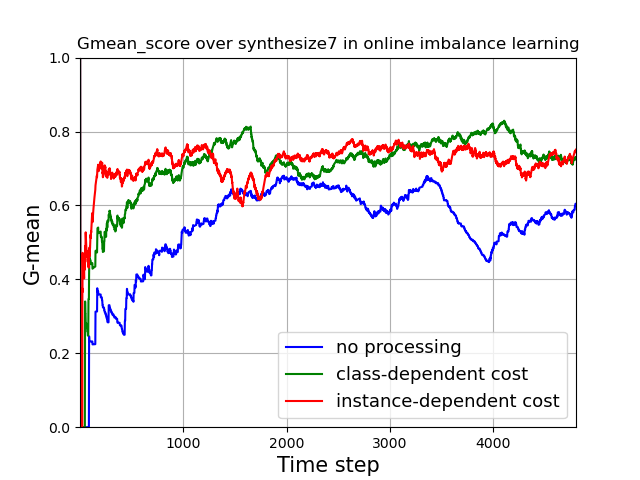 Gmean_score over synthesize7 in online imbalance learning
1.0
0.8
0.6
0.4
0.2
0.0
G-mean
no processing
class-dependent cost
instance-dependent cost
1000 2000 3000 4000
Time step